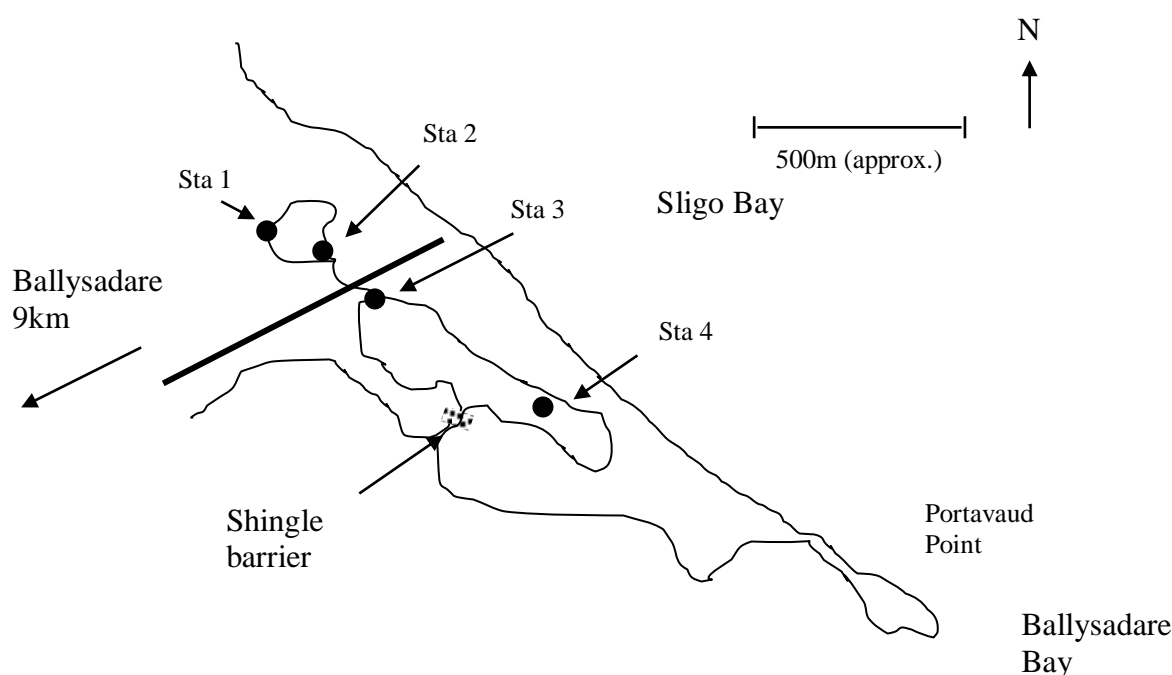 N
Sta 2
500m (approx.)
Sta 1
Sligo Bay
Sta 3
Ballysadare
9km
Sta 4
Shingle
barrier
Portavaud
Point
Ballysadare
Bay